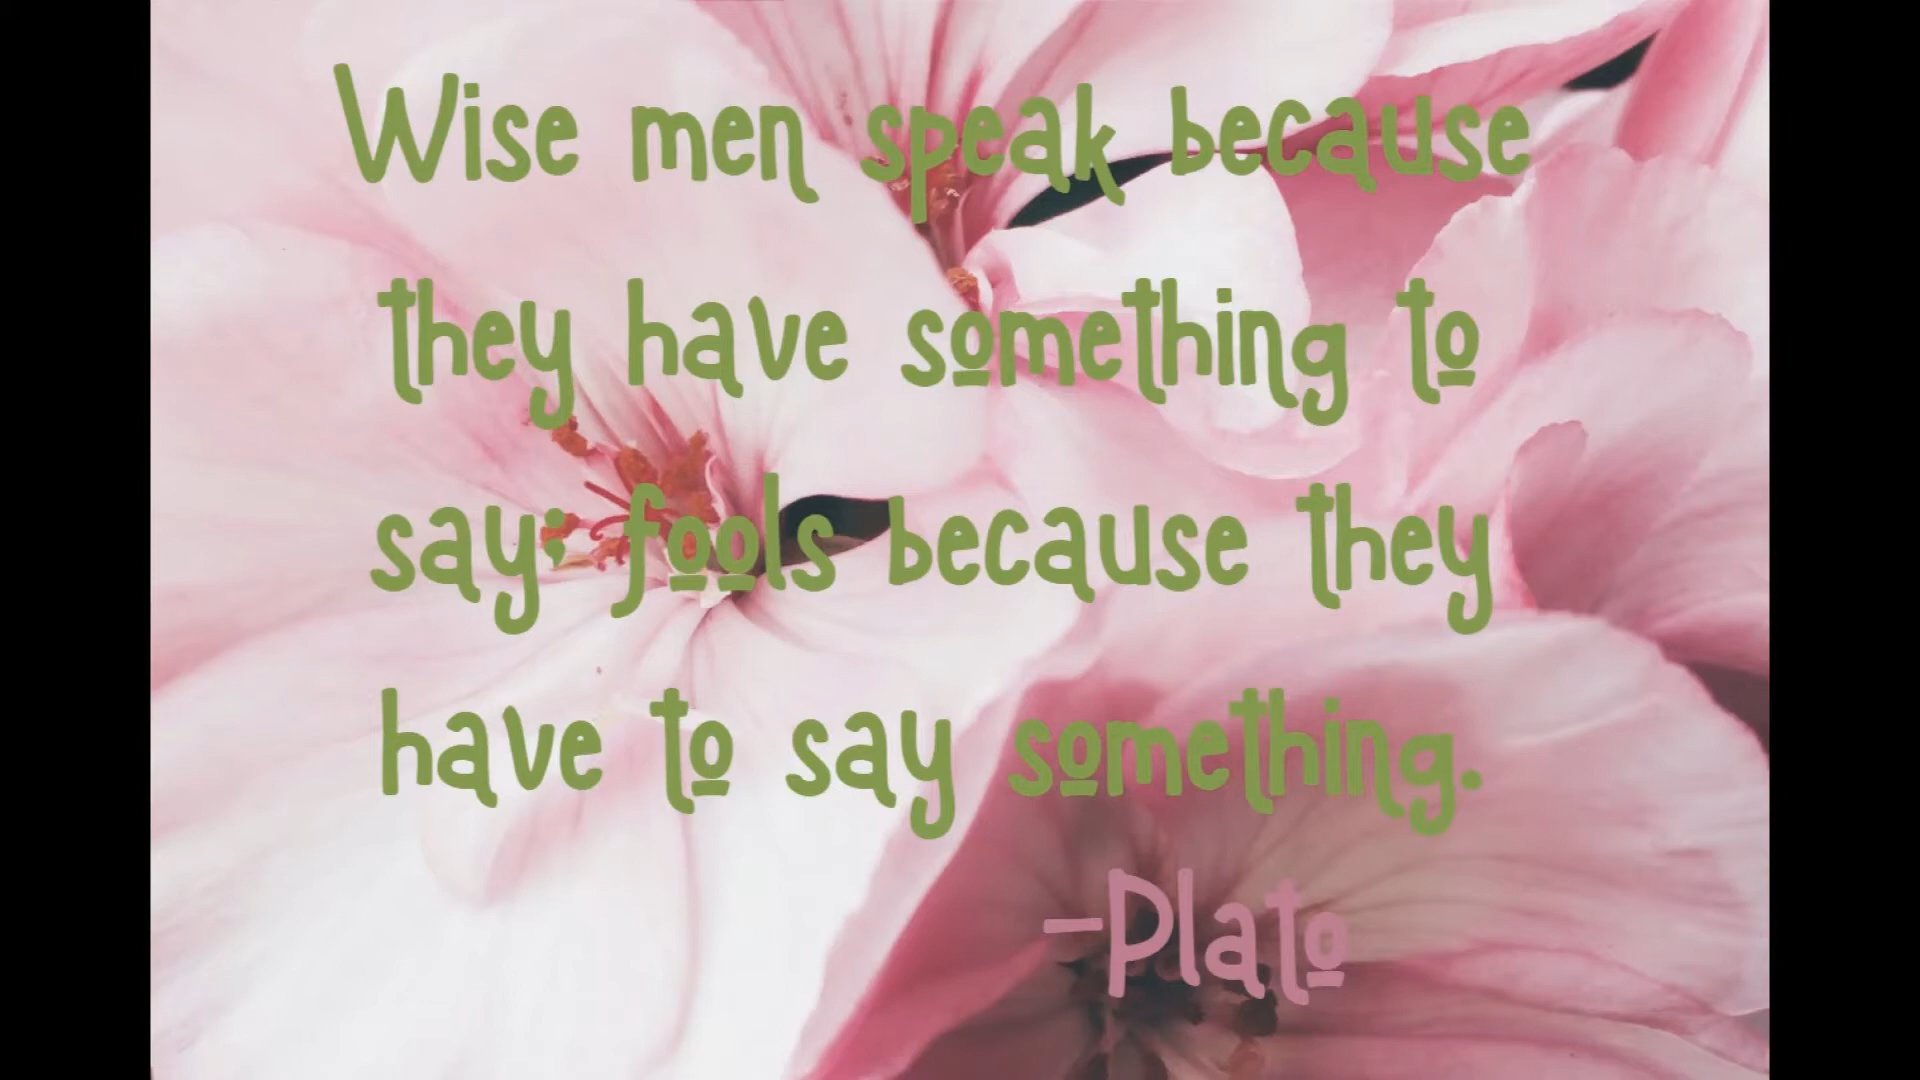 Wise men speak because
they have something to
say; fools because they
have to say something.
-Plato